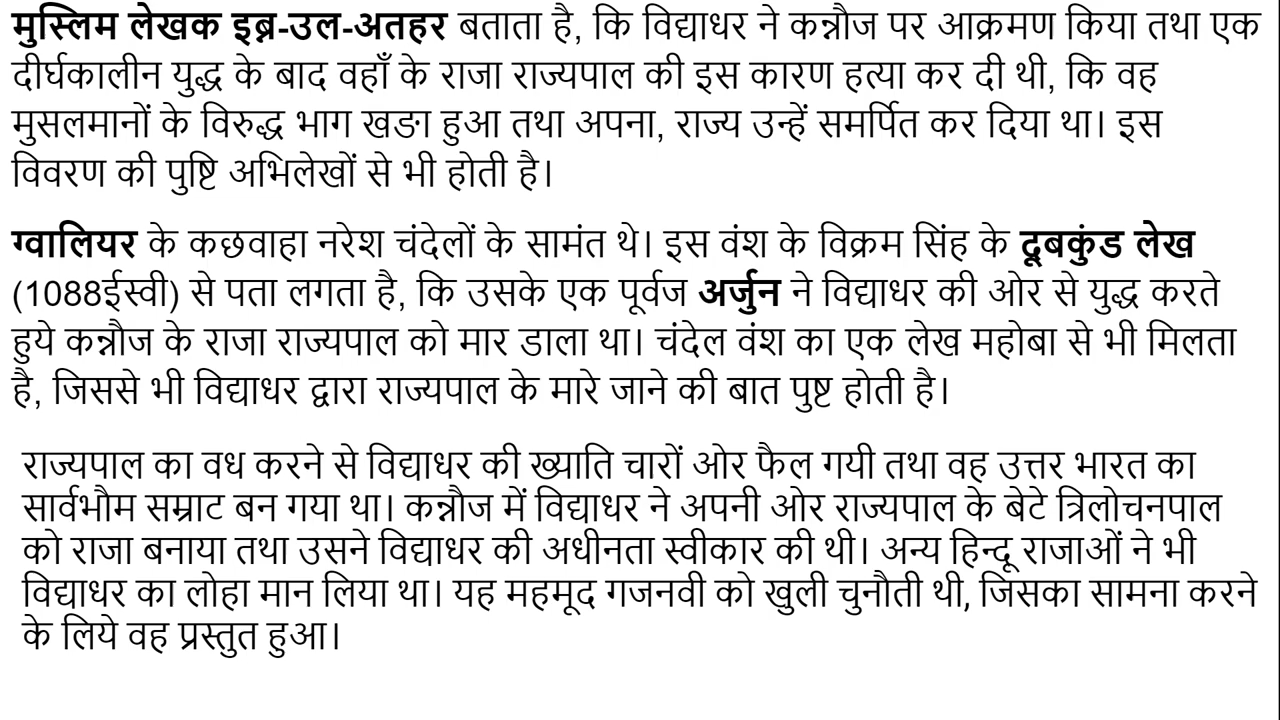 मुस्लिम लेखक इब्न-उल-अतहर बताता है, कि विद्याधर ने कन्नौज पर आक्रमण किया तथा एक
दीर्घकालीन युद्ध के बाद वहाँ के राजा राज्यपाल की इस कारण हत्या कर दी थी, कि वह
मुसलमानों के विरुद्ध भाग खङा हुआ तथा अपना, राज्य उन्हें समर्पित कर दिया था। इस
विवरण की पुष्टि अभिलेखों से भी होती है।
ग्वालियर के कछवाहा नरेश चंदेलों के सामंत थे। इस वंश के विक्रम सिंह के दूबकुंड लेख
(1088ईस्वी) से पता लगता है, कि उसके एक पूर्वज अर्जुन ने विद्याधर की ओर से युद्ध करते
हुये कन्नौज के राजा राज्यपाल को मार डाला था। चंदेल वंश का एक लेख महोबा से भी मिलता
है, जिससे भी विद्याधर द्वारा राज्यपाल के मारे जाने की बात पुष्ट होती है।
राज्यपाल का वध करने से विद्याधर की ख्याति चारों ओर फैल गयी तथा वह उत्तर भारत का
सार्वभौम सम्राट बन गया था। कन्नौज में विद्याधर ने अपनी ओर राज्यपाल के बेटे त्रिलोचनपाल
को राजा बनाया तथा उसने विद्याधर की अधीनता स्वीकार की थी। अन्य हिन्दू राजाओं ने भी
विद्याधर का लोहा मान लिया था। यह महमूद गजनवी को खुली चुनौती थी, जिसका सामना करने
के लिये वह प्रस्तुत हुआ।